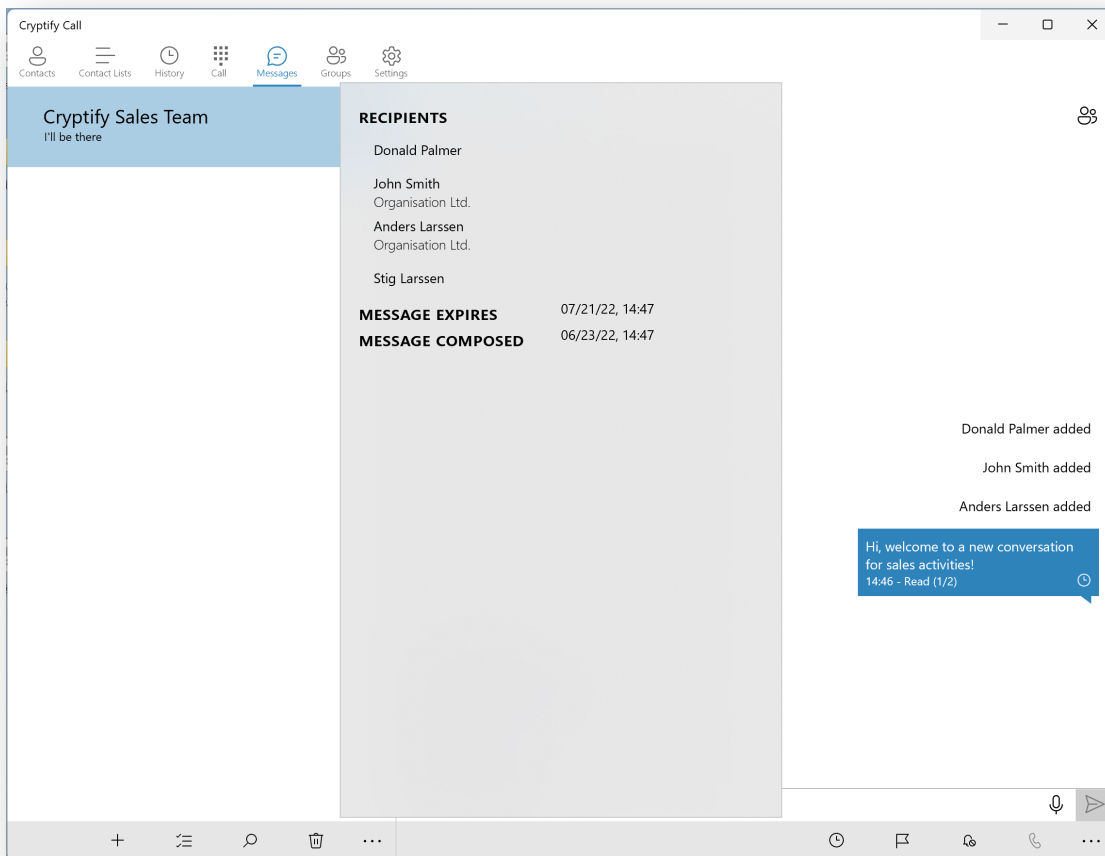 Cryptify Call
Contacts
Contact Lists
History
Call
Messages
Groups
Settings
Cryptify Sales Team
I'll be there
RECIPIENTS
Donald Palmer
John Smith
Organisation Ltd.
Anders Larssen
Organisation Ltd.
Stig Larssen
MESSAGE EXPIRES 07/21/22, 14:47
MESSAGE COMPOSED 06/23/22, 14:47
Donald Palmer added
John Smith added
Anders Larssen added
Hi, welcome to a new conversation
for sales activities!
14:46 - Read (1/2)